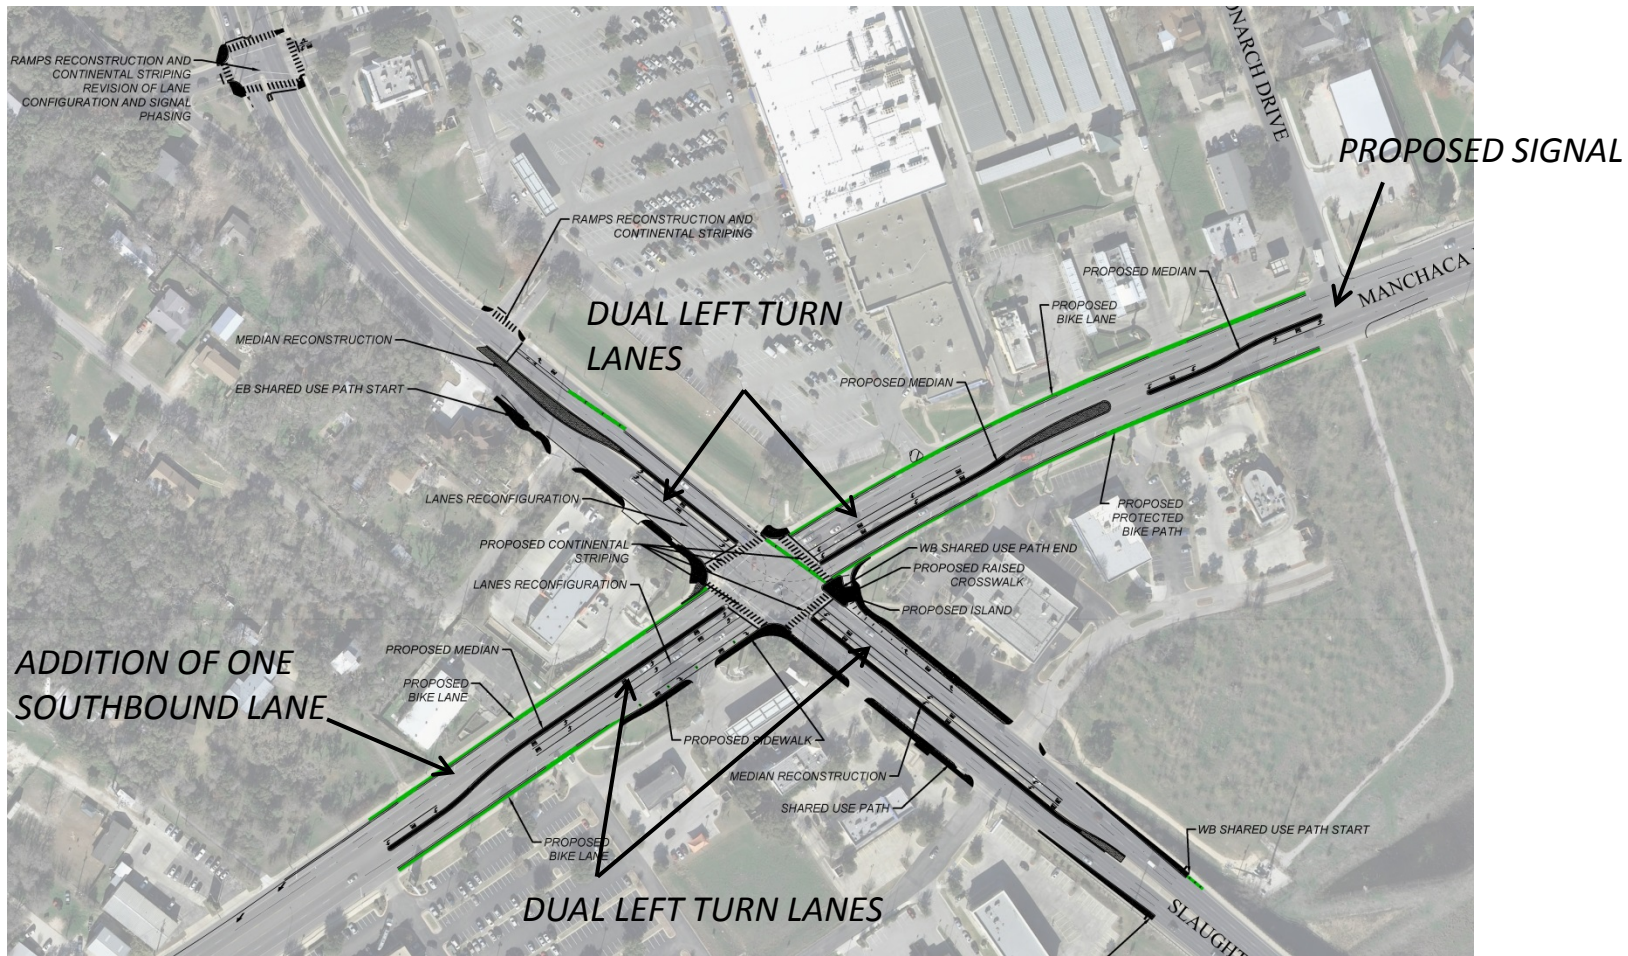 RAMPS RECONSTRUCTION AND
CONTINENTAL STRIPING
REVISION OF LANE
CONFIGURATION AND SIGNAL
PHASING
ONARCH DRIVE
PROPOSED SIGNAL
RAMPS RECONSTRUCTION AND
CONTINENTAL STRIPING
PROPOSED MEDIAN
MANCHACA
PROPOSED
BIKE LANE
DUAL LEFT TURN
LANES
MEDIAN RECONSTRUCTION
PROPOSED MEDIAN
EB SHARED USE PATH START
LANES RECONFIGURATION
PROPOSED
PROTECTED
BIKE PATH
PROPOSED CONTINENTAL
STRIPING
WB SHARED USE PATH END
PROPOSED RAISED
CROSSWALK
LANES RECONFIGURATION
PROPOSED ISLAND
PROPOSED MEDIAN
ADDITION OF ONE
SOUTHBOUND LANE
PROPOSED
BIKE LANE
PROPOSED SIDEWALK
MEDIAN RECONSTRUCTION
SHARED USE PATH
WB SHARED USE PATH START
PROPOSED
BIKE LANE
DUAL LEFT TURN LANES
SLAUGHT